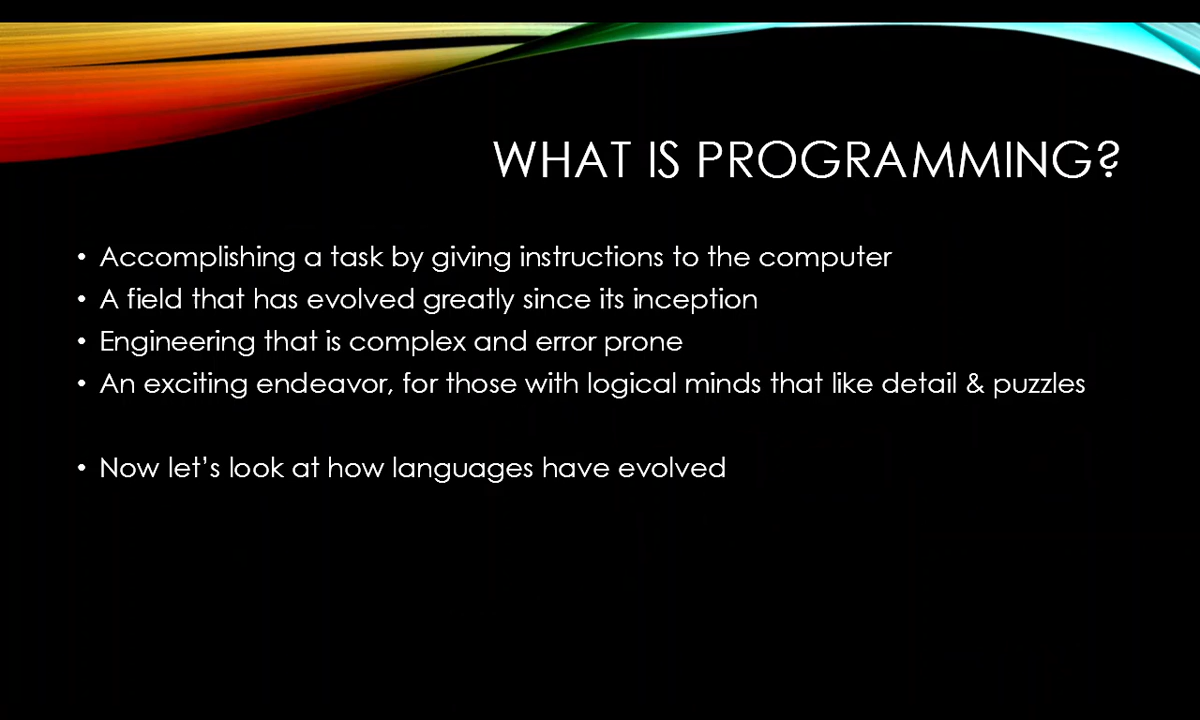 WHAT IS PROGRAMMING?
• Accomplishing a task by giving instructions to the computer
• A field that has evolved greatly since its inception
• Engineering that is complex and error prone
• An exciting endeavor, for those with logical minds that like detail & puzzles
• Now let’s look at how languages have evolved